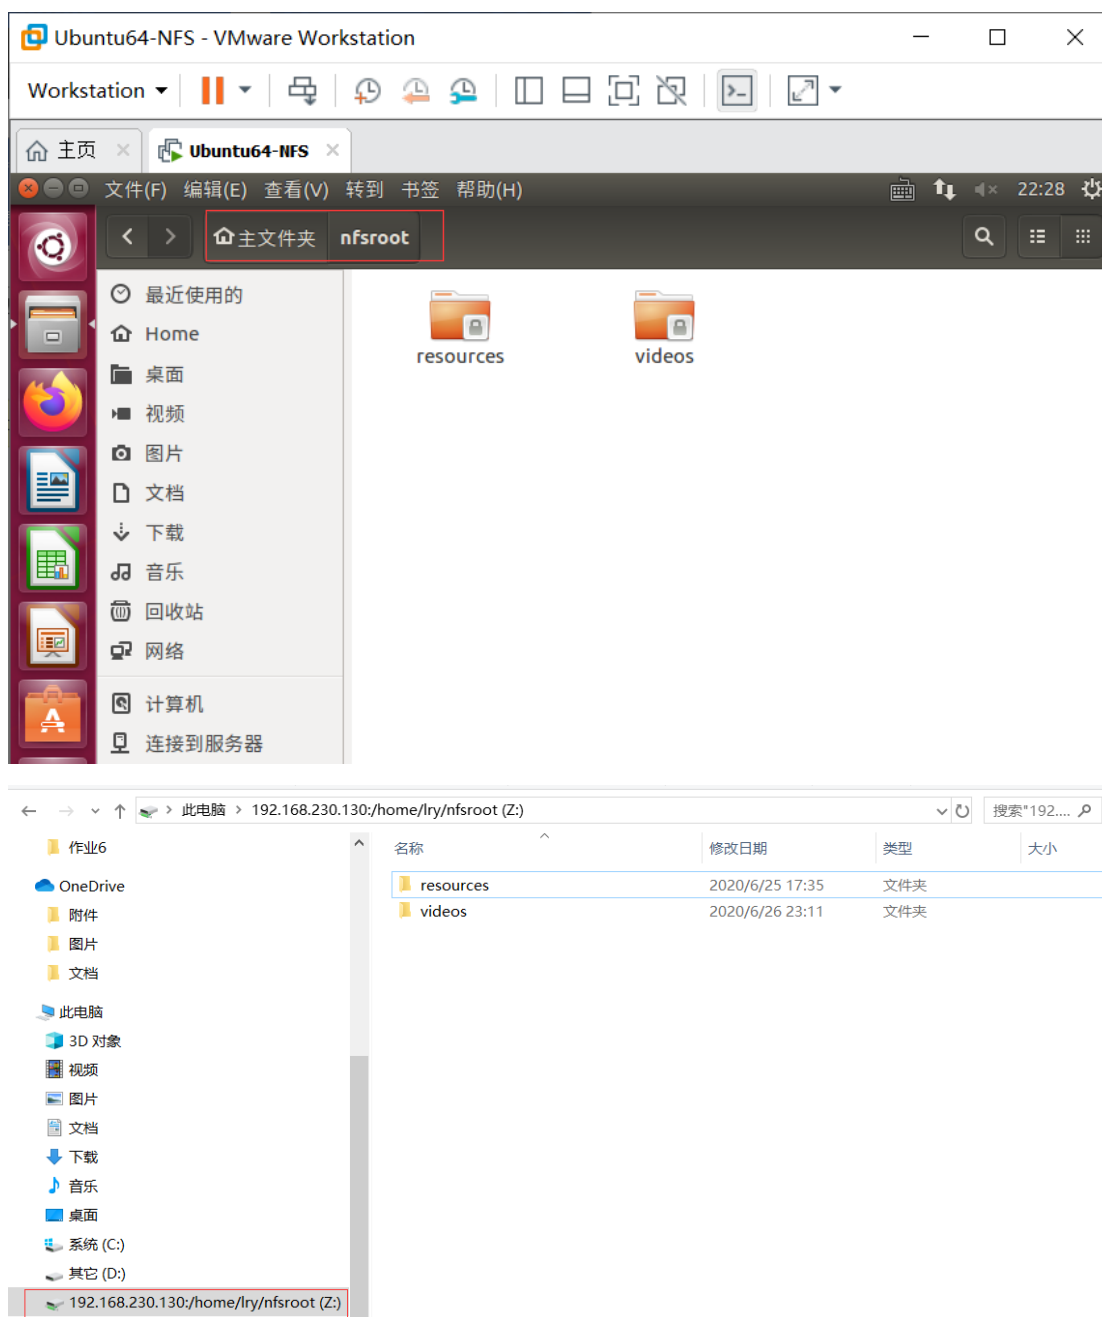 Ubuntu64-NFS - VMware Workstation
Workstation
主页
Ubuntu64-NFS
文件(F) 编辑(E) 查看(V) 转到 书签 帮助(H)
22:28
主文件夹 nfsroot
最近使用的
Home
桌面
视频
图片
文档
下载
音乐
回收站
网络
计算机
连接到服务器
resources
videos
此电脑 > 192.168.230.130:/home/lry/nfsroot (Z:)
搜索"192....
作业6
OneDrive
附件
图片
文档
此电脑
3D 对象
视频
图片
文档
下载
音乐
桌面
系统 (C:)
其它 (D:)
192.168.230.130:/home/lry/nfsroot (Z:)
名称 修改日期 类型 大小
resources 2020/6/25 17:35 文件夹
videos 2020/6/26 23:11 文件夹